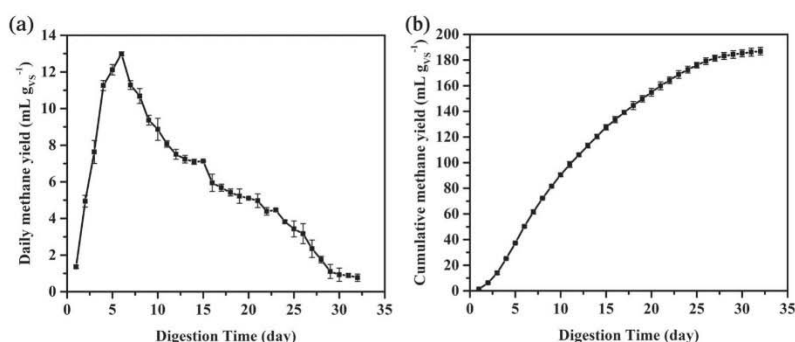 (a)
14
12
10
8
6
4
2
0
Daily methane yield (mL gVS⁻¹)
0 5 10 15 20 25 30 35
Digestion Time (day)
(b)
200
180
160
140
120
100
80
60
40
20
0
Cumulative methane yield (mL gVS⁻¹)
0 5 10 15 20 25 30 35
Digestion Time (day)